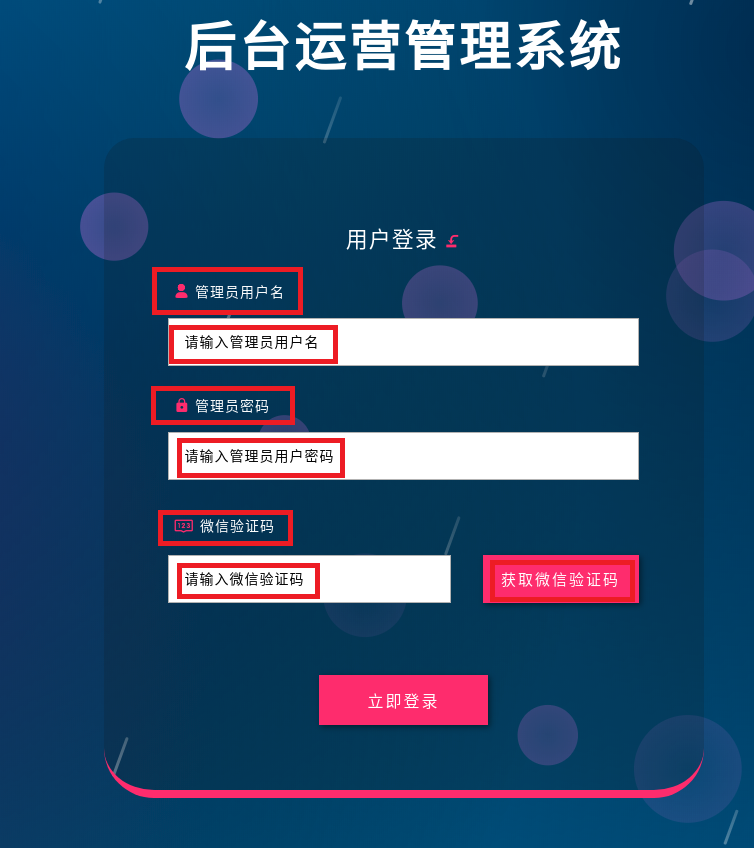 后台运营管理系统
用户登录
管理员用户名
请输入管理员用户名
管理员密码
请输入管理员用户密码
123 微信验证码
请输入微信验证码 获取微信验证码
立即登录